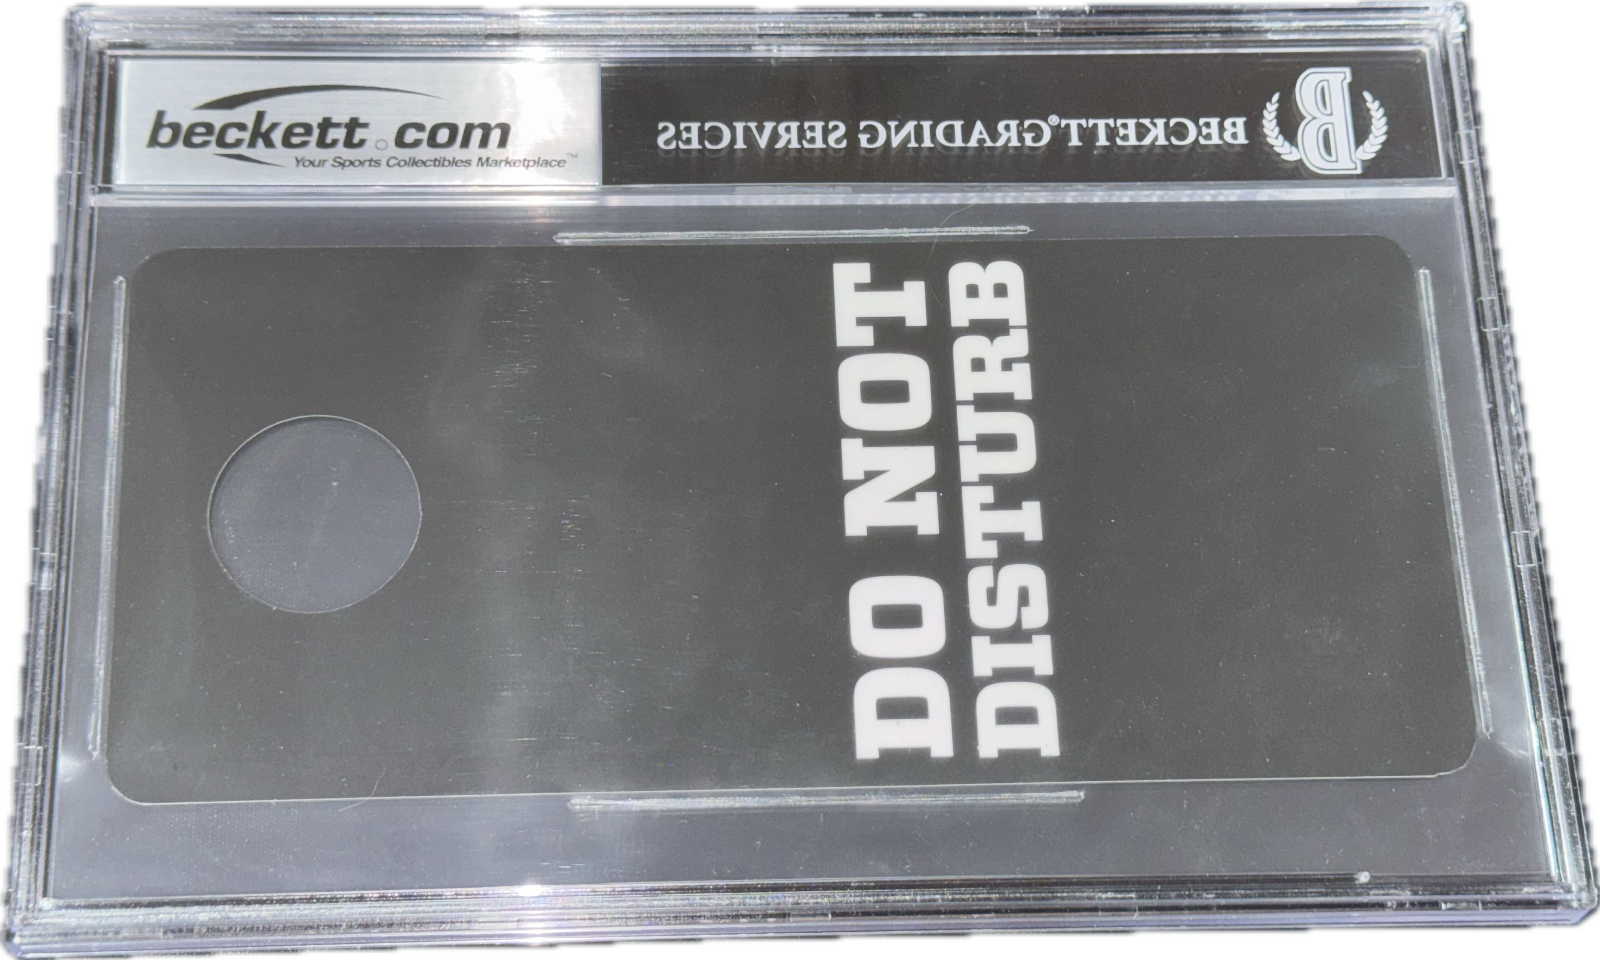 beckett.com
Your Sports Collectibles Marketplace™
BECKETT® GRADING SERVICES
B
DO NOT
DISTURB